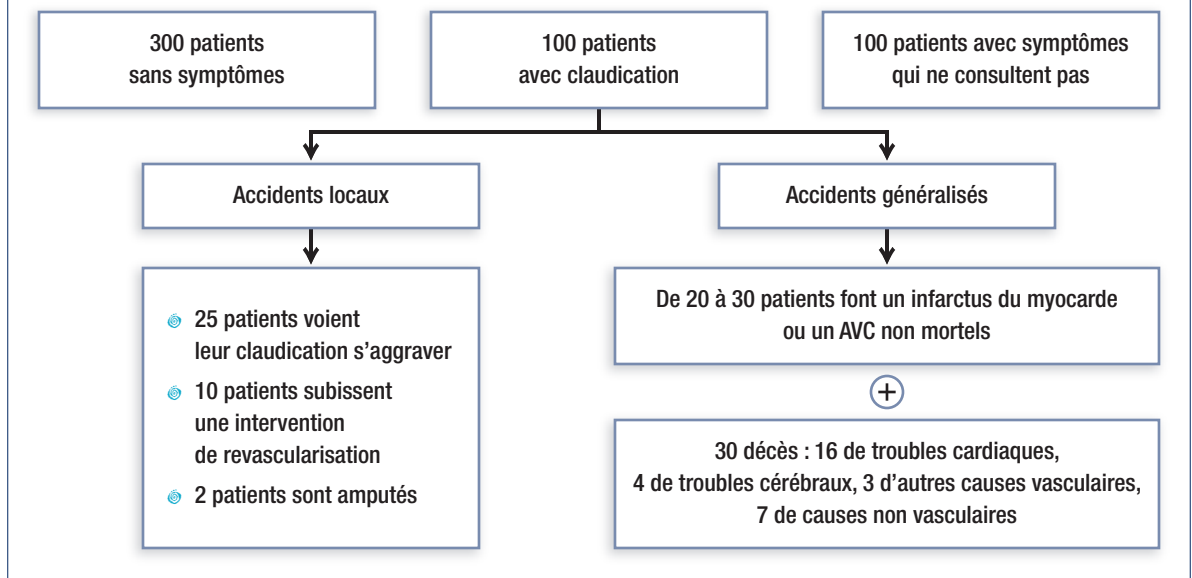 300 patients
sans symptômes
100 patients
avec claudication
100 patients avec symptômes
qui ne consultent pas
Accidents locaux
Accidents généralisés
25 patients voient
leur claudication s’aggraver
10 patients subissent
une intervention
de revascularisation
2 patients sont amputés
De 20 à 30 patients font un infarctus du myocarde
ou un AVC non mortels
+
30 décès : 16 de troubles cardiaques,
4 de troubles cérébraux, 3 d’autres causes vasculaires,
7 de causes non vasculaires